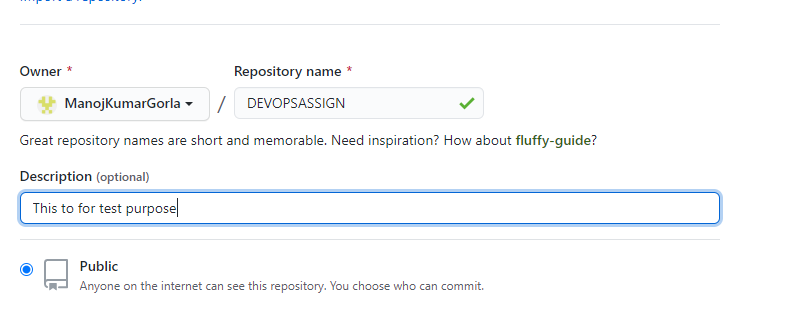 Import a repository.
Owner *
Repository name *
ManojKumarGorla / DEVOPSASSIGN
Great repository names are short and memorable. Need inspiration? How about fluffy-guide?
Description (optional)
This to for test purpose
Public
Anyone on the internet can see this repository. You choose who can commit.